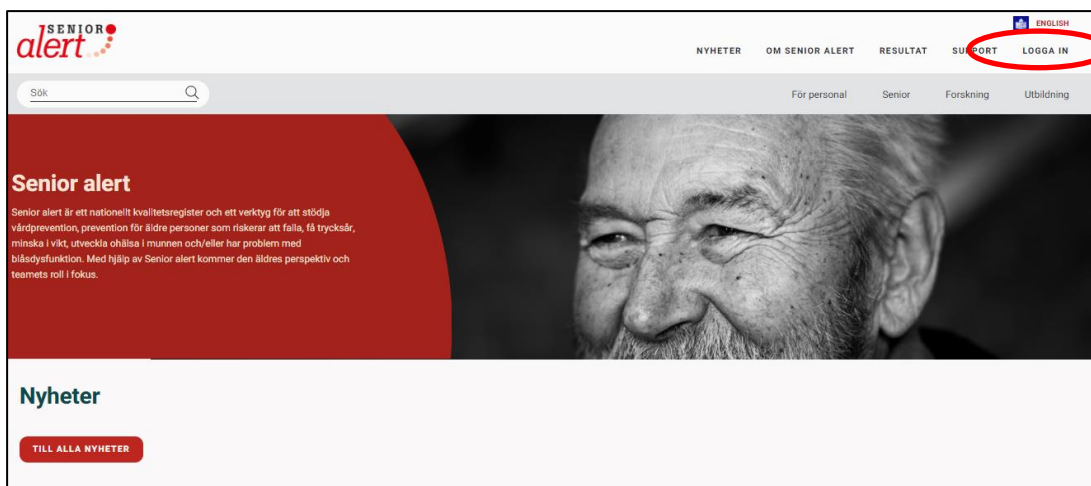 SENIOR
alert
ENGLISH
NYHETER OM SENIOR ALERT RESULTAT SUPPORT LOGGA IN
Sök
För personal Senior Forskning Utbildning
Senior alert
Senior alert är ett nationellt kvalitetsregister och ett verktyg för att stödja
vårdprevention, prevention för äldre personer som riskerar att falla, få trycksår,
minska i vikt, utveckla ohälsa i munnen och/eller har problem med
blåsdysfunktion. Med hjälp av Senior alert kommer den äldres perspektiv och
teamets roll i fokus.
Nyheter
TILL ALLA NYHETER